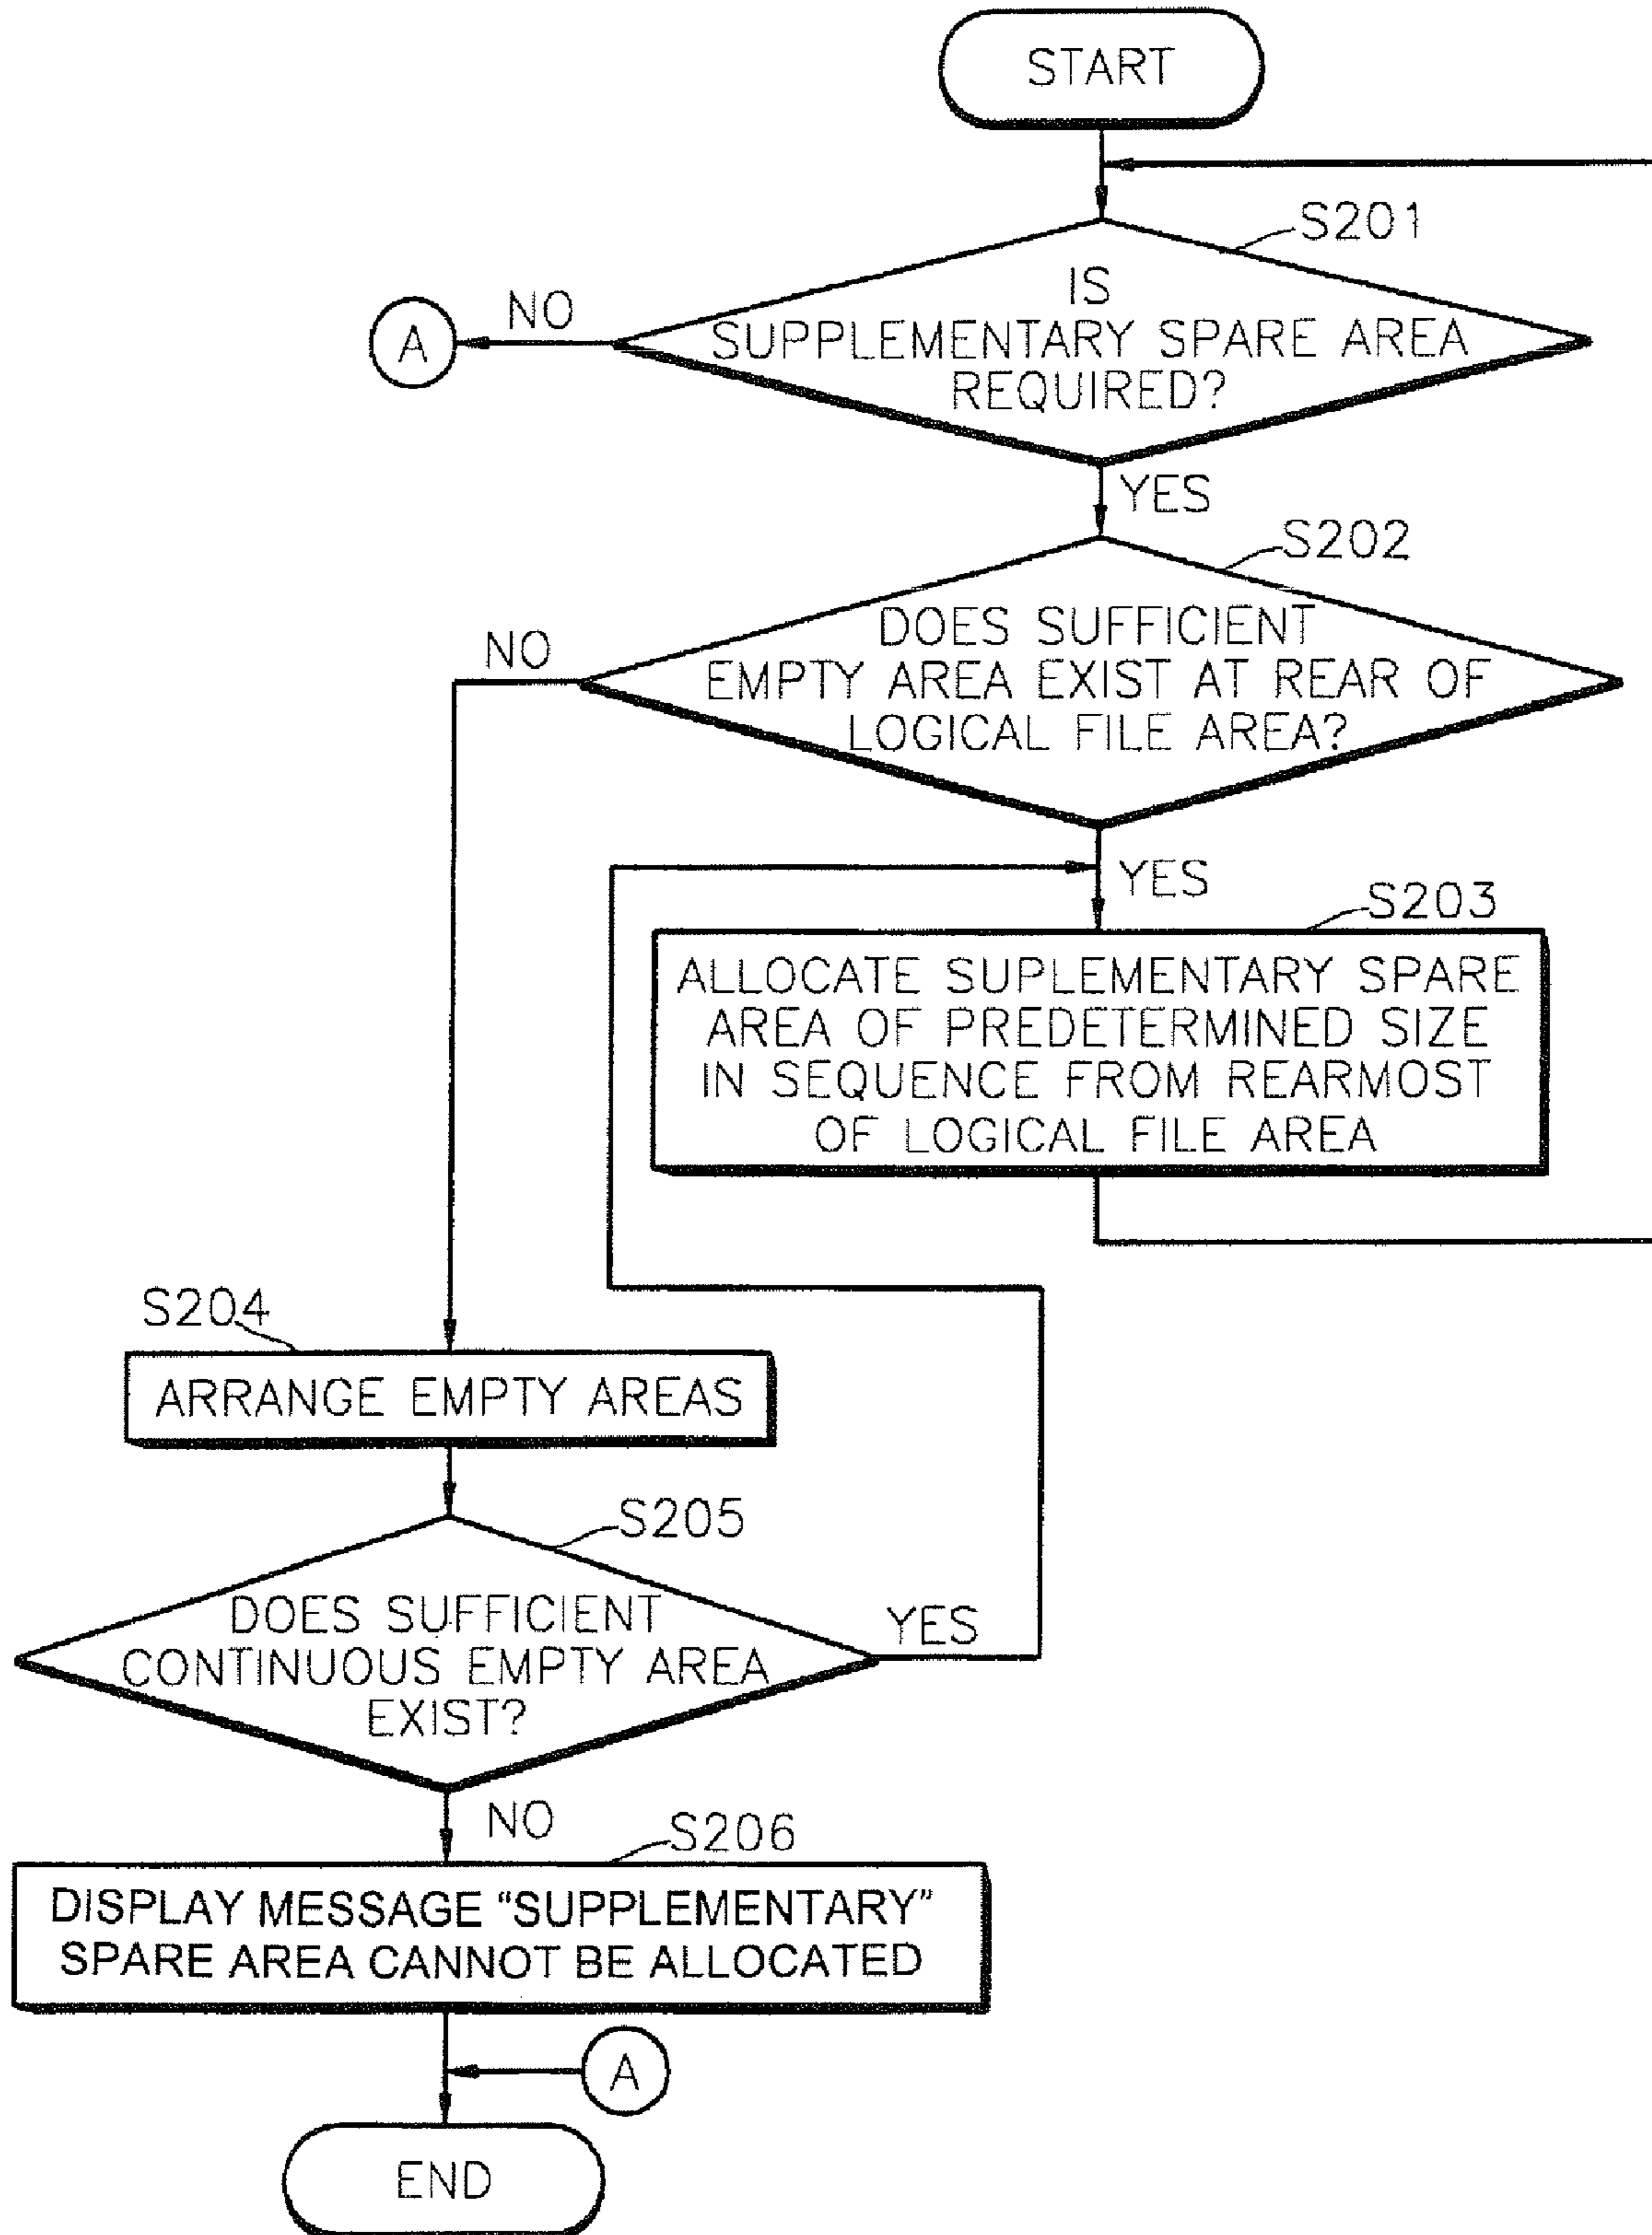 START
S201
IS
SUPPLEMENTARY SPARE AREA
REQUIRED?
NO
A
YES
S202
DOES SUFFICIENT
EMPTY AREA EXIST AT REAR OF
LOGICAL FILE AREA?
NO
YES
S203
ALLOCATE SUPLEMENTARY SPARE
AREA OF PREDETERMINED SIZE
IN SEQUENCE FROM REARMOST
OF LOGICAL FILE AREA
S204
ARRANGE EMPTY AREAS
S205
DOES SUFFICIENT
CONTINUOUS EMPTY AREA
EXIST?
YES
NO
S206
DISPLAY MESSAGE “SUPPLEMENTARY”
SPARE AREA CANNOT BE ALLOCATED
A
END